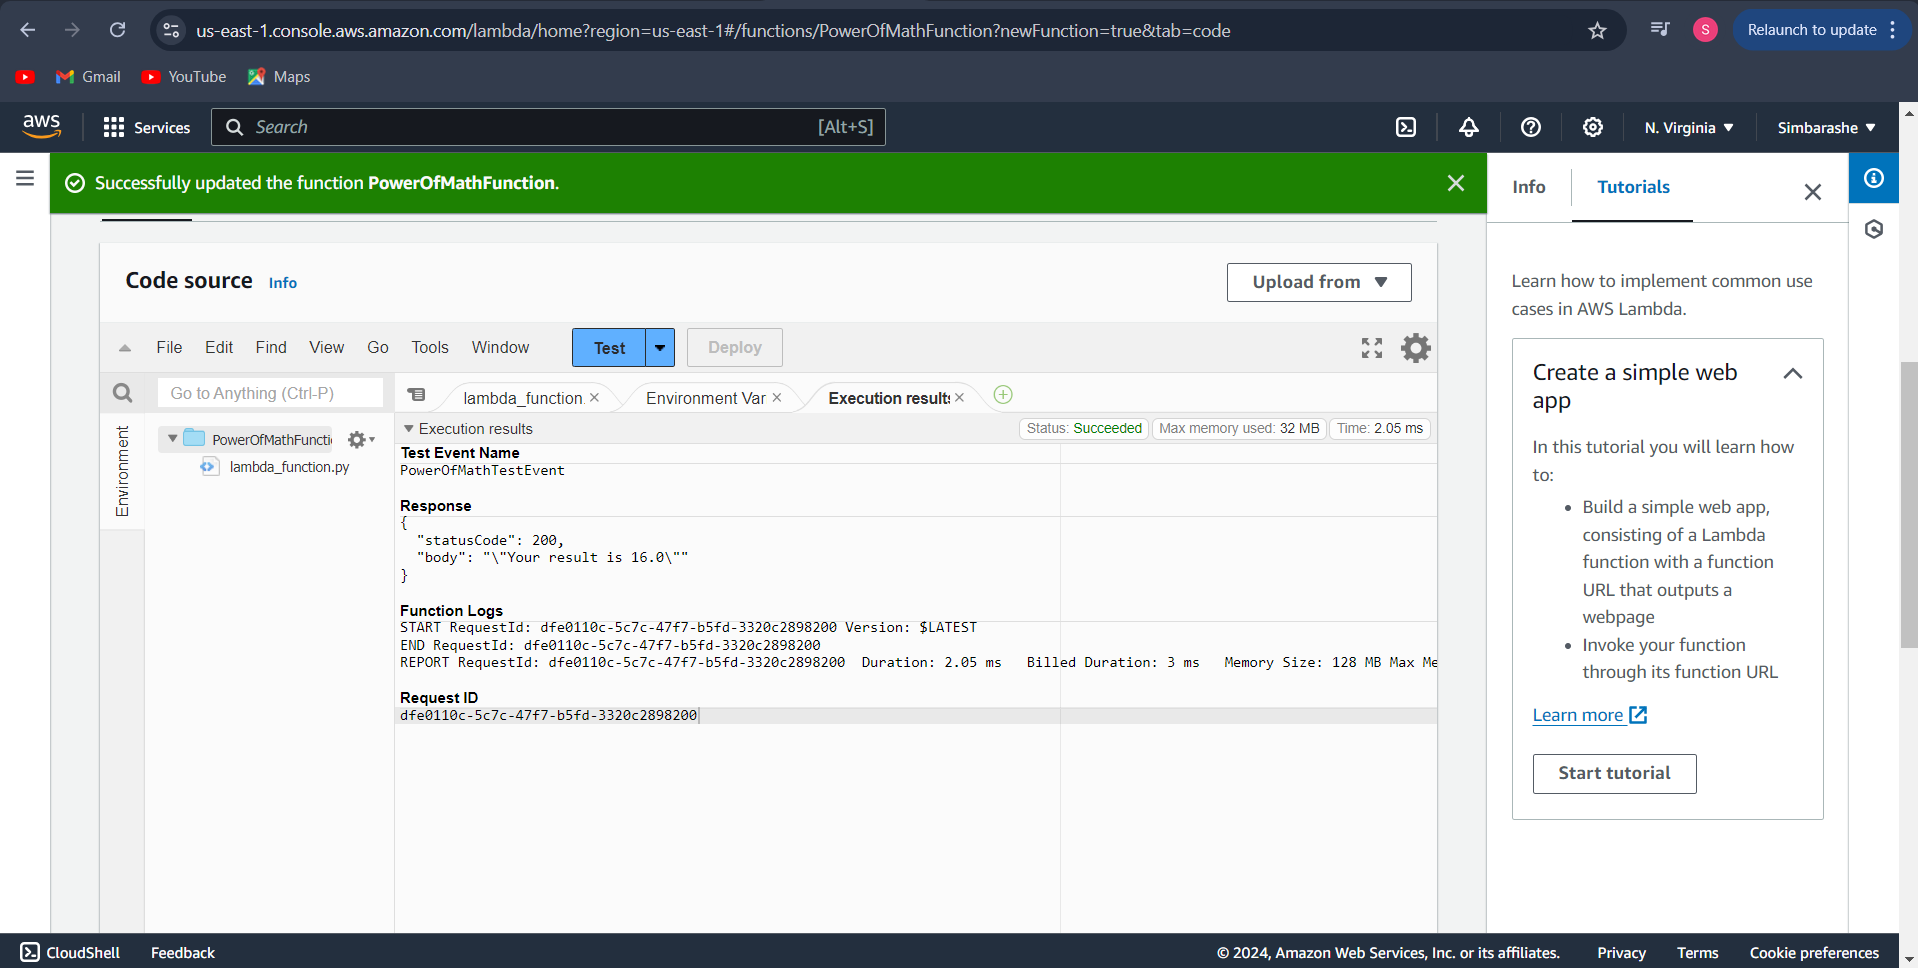 us-east-1.console.aws.amazon.com/lambda/home?region=us-east-1#/functions/PowerOfMathFunction?newFunction=true&tab=code
S
Relaunch to update
Gmail
YouTube
Maps
aws
Services
Search
[Alt+S]
N. Virginia
Simbarashe
Successfully updated the function PowerOfMathFunction.
Info
Tutorials
Code source
Info
Upload from
File
Edit
Find
View
Go
Tools
Window
Test
Deploy
Go to Anything (Ctrl-P)
lambda_function.
Environment Var
Execution results
Environment
PowerOfMathFuncti
lambda_function.py
Execution results
Status: Succeeded
Max memory used: 32 MB
Time: 2.05 ms
Test Event Name
PowerOfMathTestEvent
Response
{
"statusCode": 200,
"body": "\"Your result is 16.0\""
}
Function Logs
START RequestId: dfe0110c-5c7c-47f7-b5fd-3320c2898200 Version: $LATEST
END RequestId: dfe0110c-5c7c-47f7-b5fd-3320c2898200
REPORT RequestId: dfe0110c-5c7c-47f7-b5fd-3320c2898200 Duration: 2.05 ms Billed Duration: 3 ms Memory Size: 128 MB Max Me
Request ID
dfe0110c-5c7c-47f7-b5fd-3320c2898200
Learn how to implement common use
cases in AWS Lambda.
Create a simple web
app
In this tutorial you will learn how
to:
• Build a simple web app,
consisting of a Lambda
function with a function
URL that outputs a
webpage
• Invoke your function
through its function URL
Learn more
Start tutorial
CloudShell
Feedback
© 2024, Amazon Web Services, Inc. or its affiliates.
Privacy
Terms
Cookie preferences